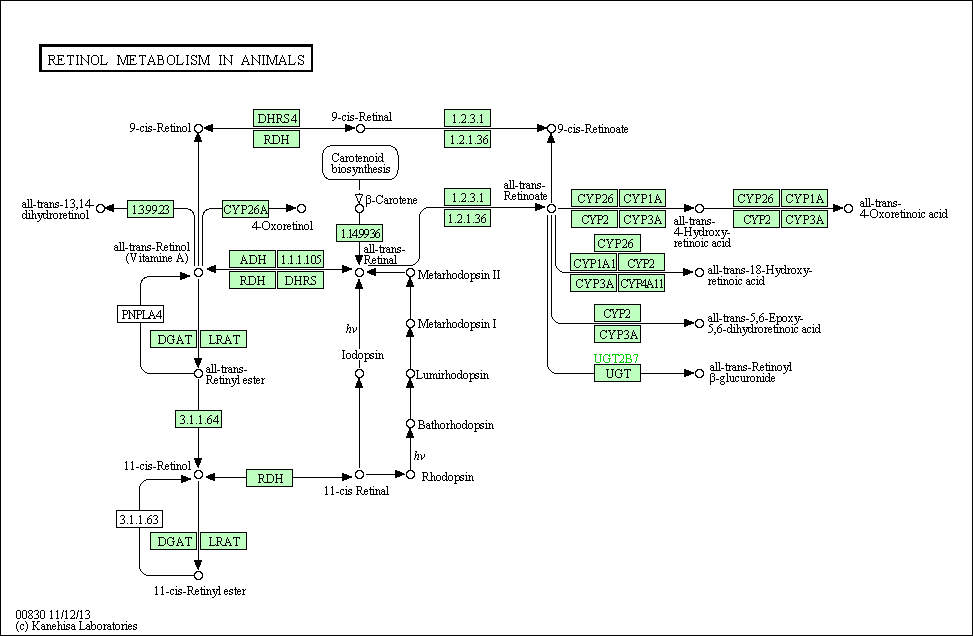 RETINOL METABOLISM IN ANIMALS
9-cis-Retinol
DHRS4
RDH
9-cis-Retinal
1.2.3.1
1.2.1.36
9-cis-Retinoate
Carotenoid
biosynthesis
β-Carotene
1.14.99.36
all-trans-
Retinal
all-trans-13,14-
dihydroretinol
1.3.99.23
CYP26A
4-Oxoretinol
all-trans-Retinol
(Vitamine A)
ADH
1.1.1.105
RDH
DHRS
1.2.3.1
1.2.1.36
all-trans-
Retinoate
CYP26
CYP1A
CYP2
CYP3A
all-trans-
4-Hydroxy-
retinoic acid
CYP26
CYP1A
CYP2
CYP3A
all-trans-
4-Oxoretinoic acid
CYP26
CYP1A1
CYP2
CYP3A
CYP4A11
all-trans-18-Hydroxy-
retinoic acid
CYP2
CYP3A
all-trans-5,6-Epoxy-
5,6-dihydroretinoic acid
UGT2B7
UGT
all-trans-Retinoyl
β-glucuronide
Metarhodopsin II
Metarhodopsin I
Lumirhodopsin
Bathorhodopsin
hν
Rhodopsin
hν
Iodopsin
PNPLA4
DGAT
LRAT
all-trans-
Retinyl ester
3.1.1.64
11-cis-Retinol
RDH
11-cis Retinal
3.1.1.63
DGAT
LRAT
11-cis-Retinyl ester
00830 11/12/13
(c) Kanehisa Laboratories